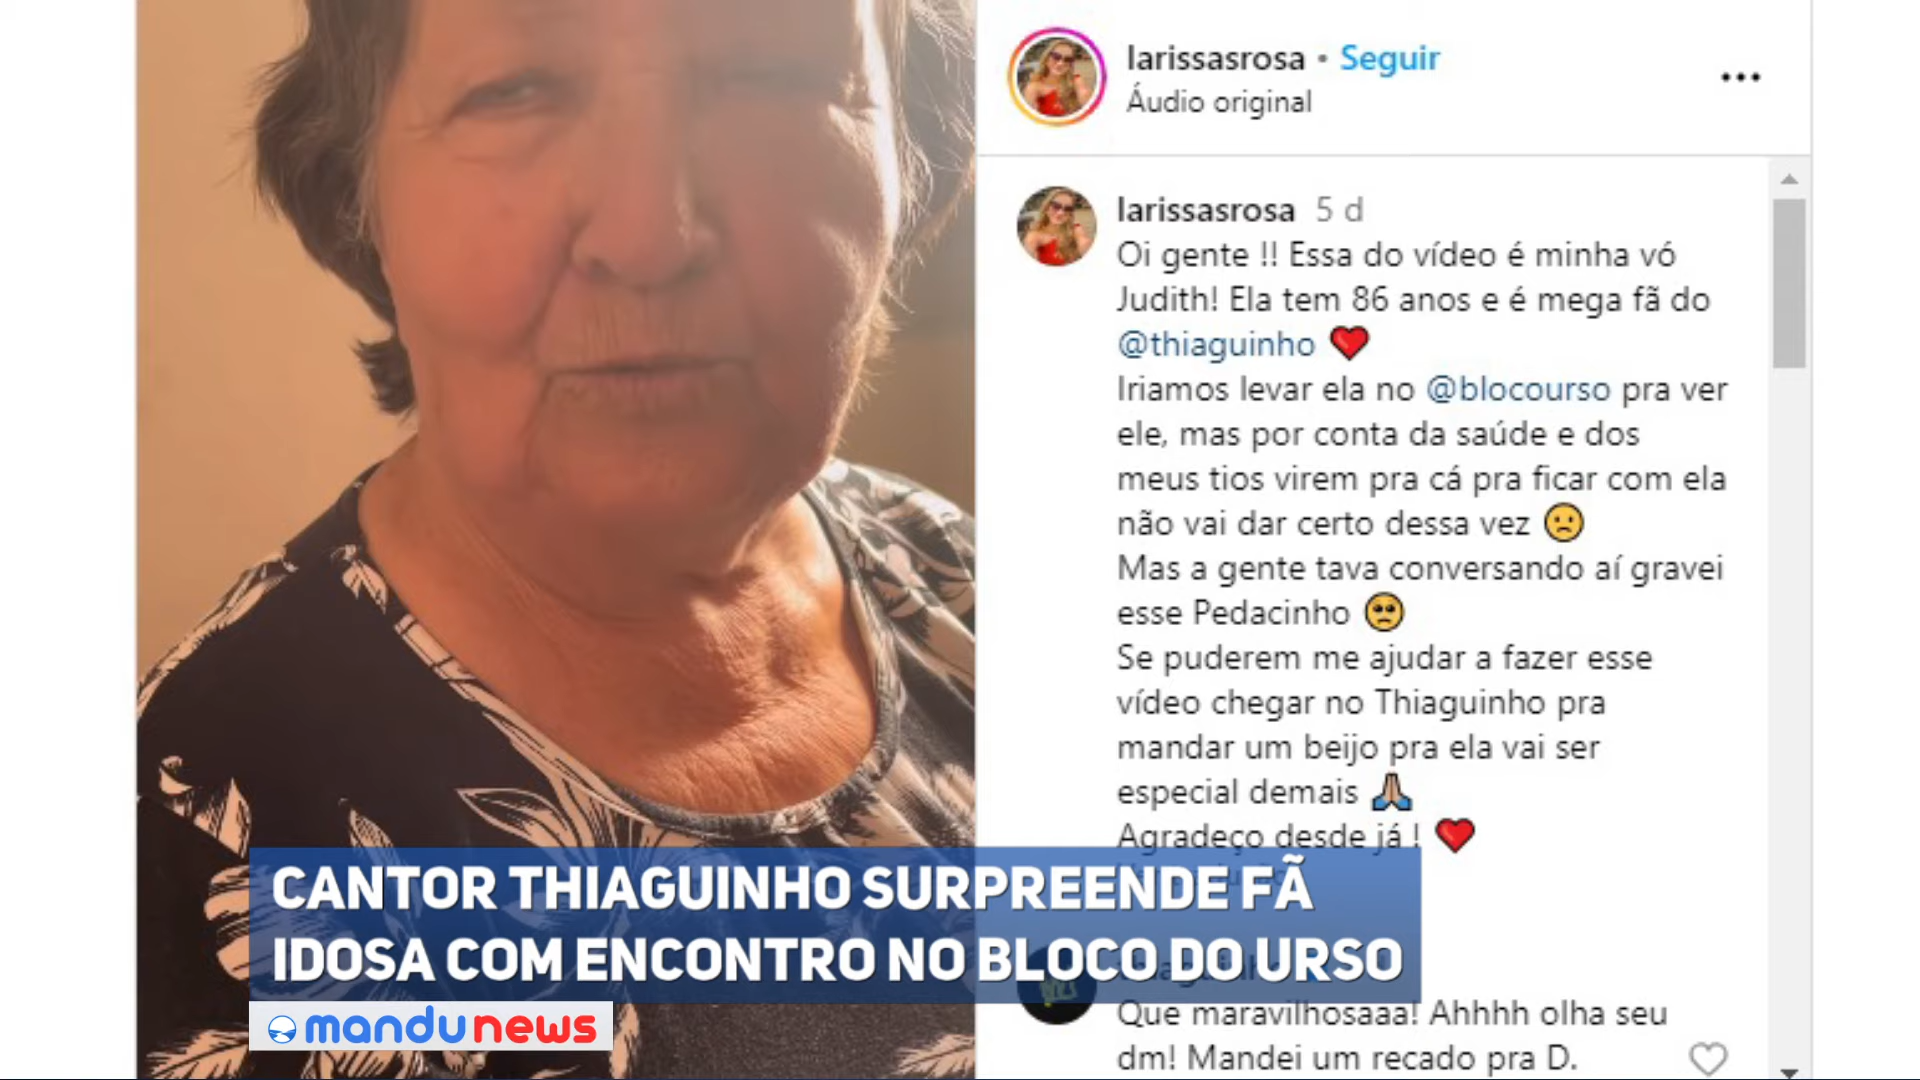 larissasrosa • Seguir
Áudio original
larissasrosa 5 d
Oi gente !! Essa do vídeo é minha vó
Judith! Ela tem 86 anos e é mega fã do
@thiaguinho ❤️
Iriamos levar ela no @blocourso pra ver
ele, mas por conta da saúde e dos
meus tios virem pra cá pra ficar com ela
não vai dar certo dessa vez 🙁
Mas a gente tava conversando aí gravei
esse Pedacinho 🥺
Se puderem me ajudar a fazer esse
vídeo chegar no Thiaguinho pra
mandar um beijo pra ela vai ser
especial demais 🙏🏼
Agradeço desde já ! ❤️
CANTOR THIAGUINHO SURPREENDE FÃ
IDOSA COM ENCONTRO NO BLOCO DO URSO
mandunews
Que maravilhosaaa! Ahhhh olha seu
dm! Mandei um recado pra D.